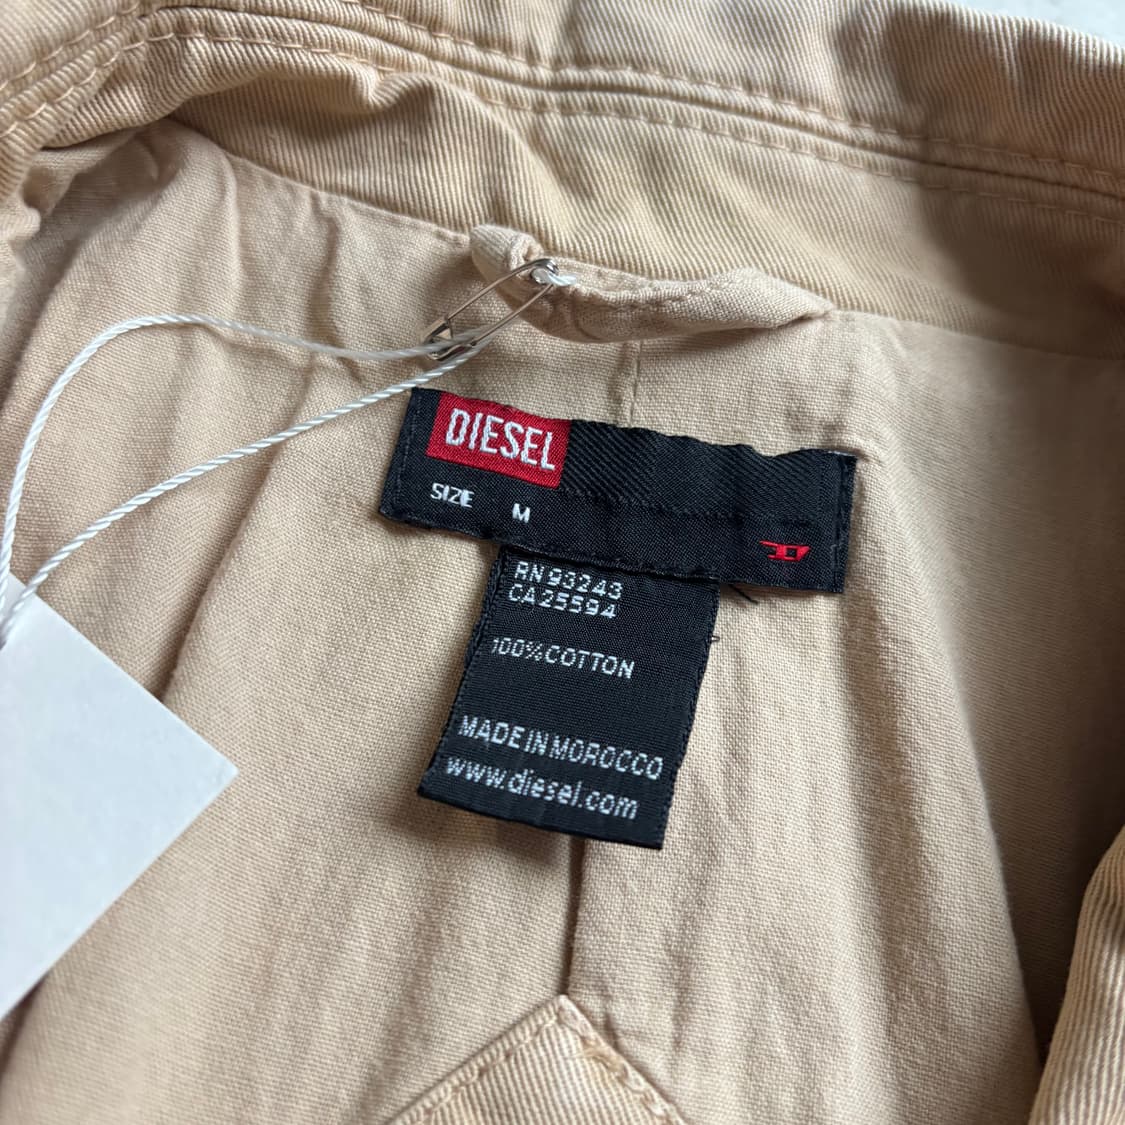 DIESEL
SIZE M
RN 93243
CA 25594
100% COTTON
MADE IN MOROCCO
www.diesel.com